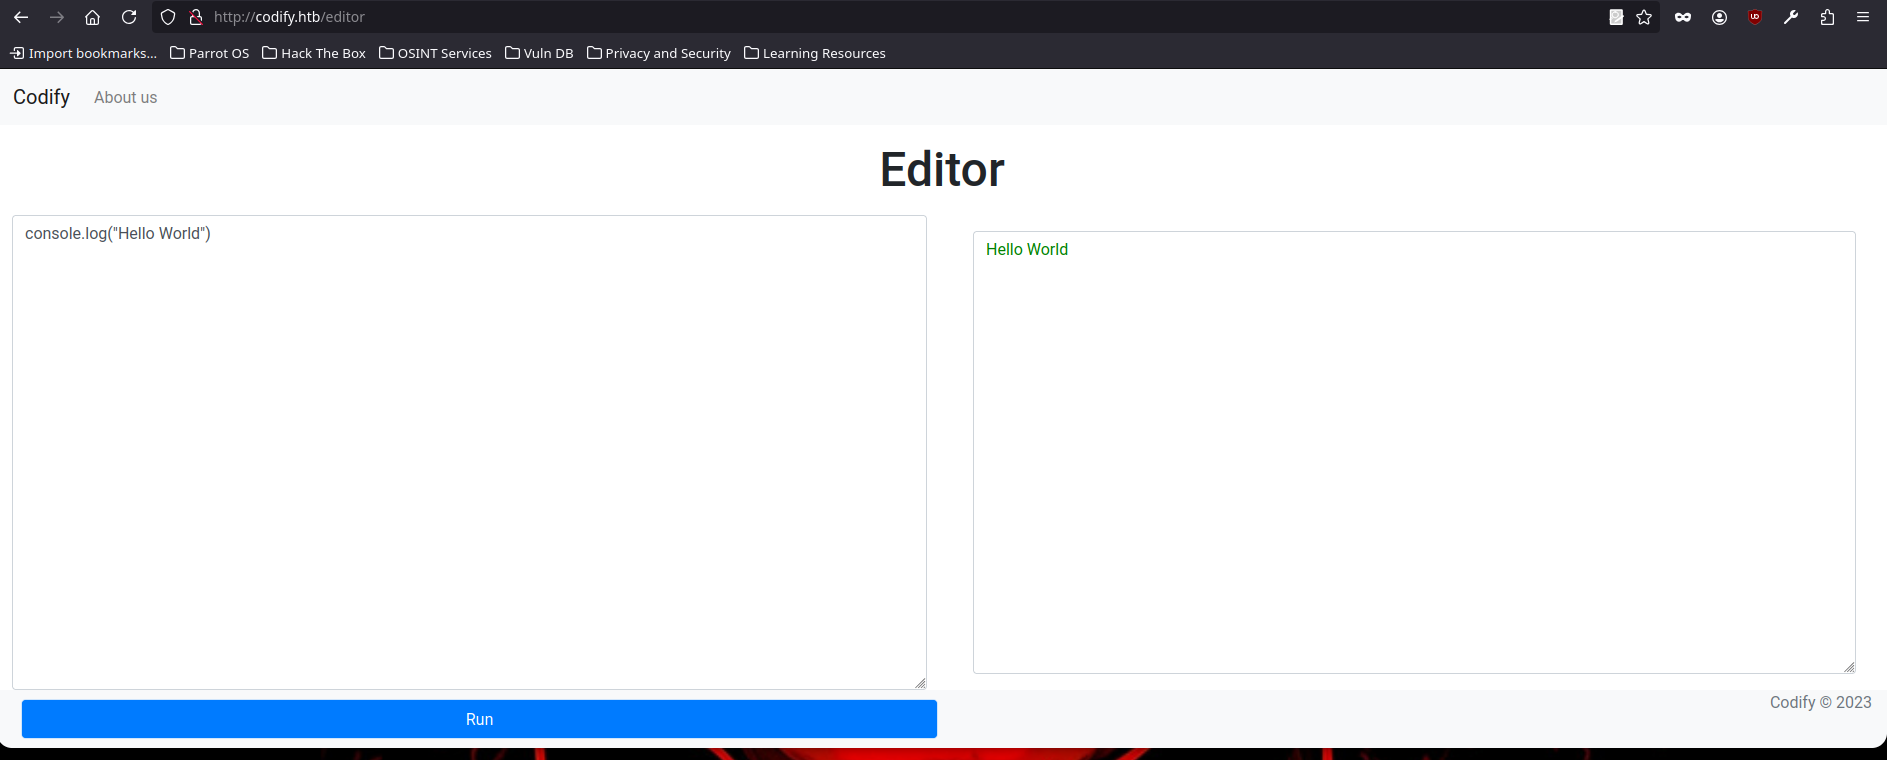 http://codify.htb/editor
Import bookmarks... Parrot OS Hack The Box OSINT Services Vuln DB Privacy and Security Learning Resources
Codify About us
Editor
console.log("Hello World")
Hello World
Run
Codify © 2023